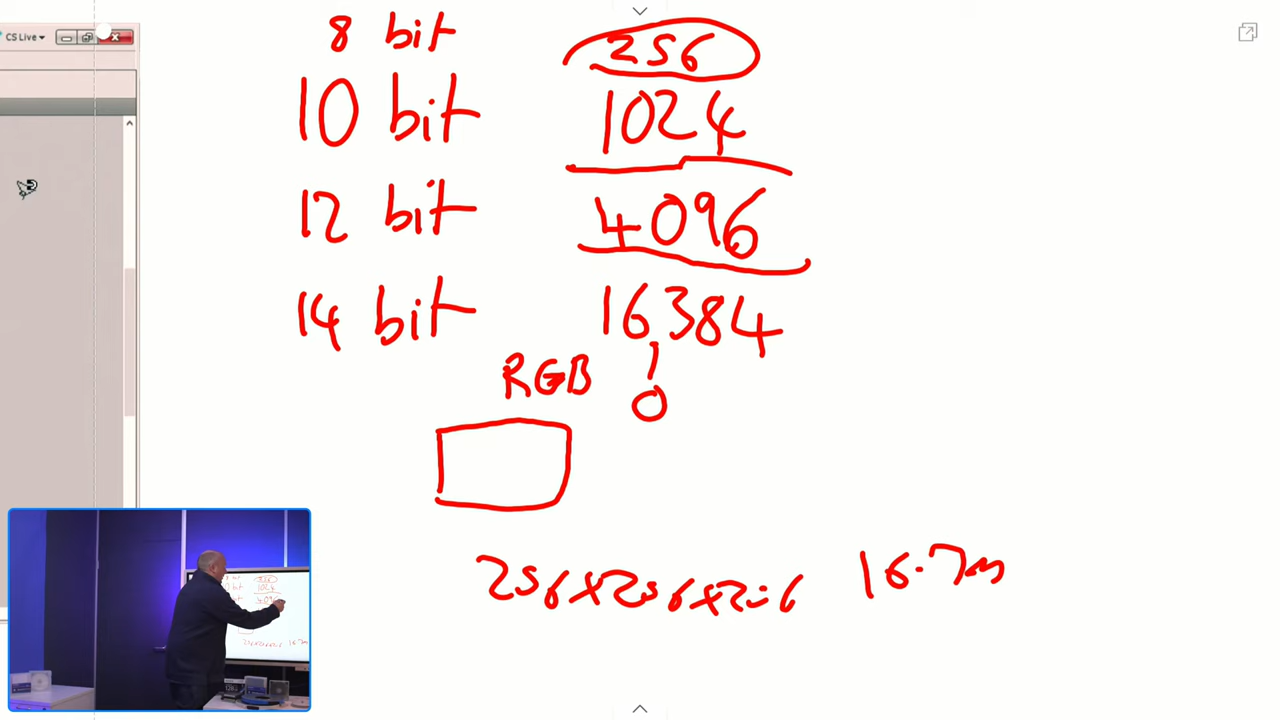 CS Live
8 bit 256
10 bit 1024
12 bit 4096
14 bit 16,384
RGB 0
256x256x256 16.7m